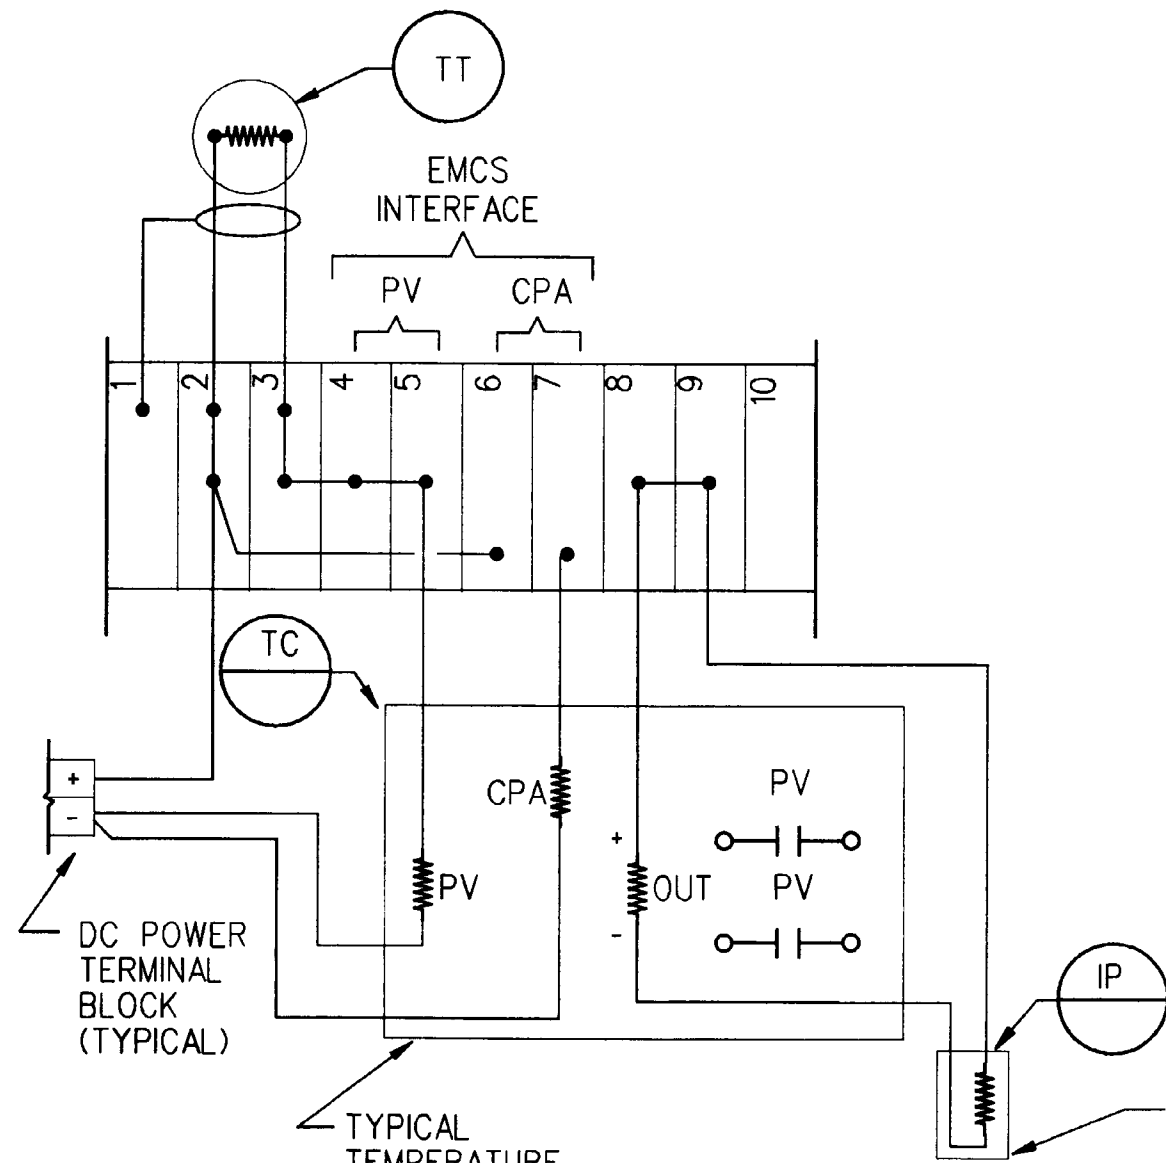 TT
EMCS
INTERFACE
PV CPA
1 2 3 4 5 6 7 8 9 10
TC
+
-
CPA
PV
+
PV
OUT
PV
-
DC POWER
TERMINAL
BLOCK
(TYPICAL)
IP
TYPICAL
TEMPERATURE